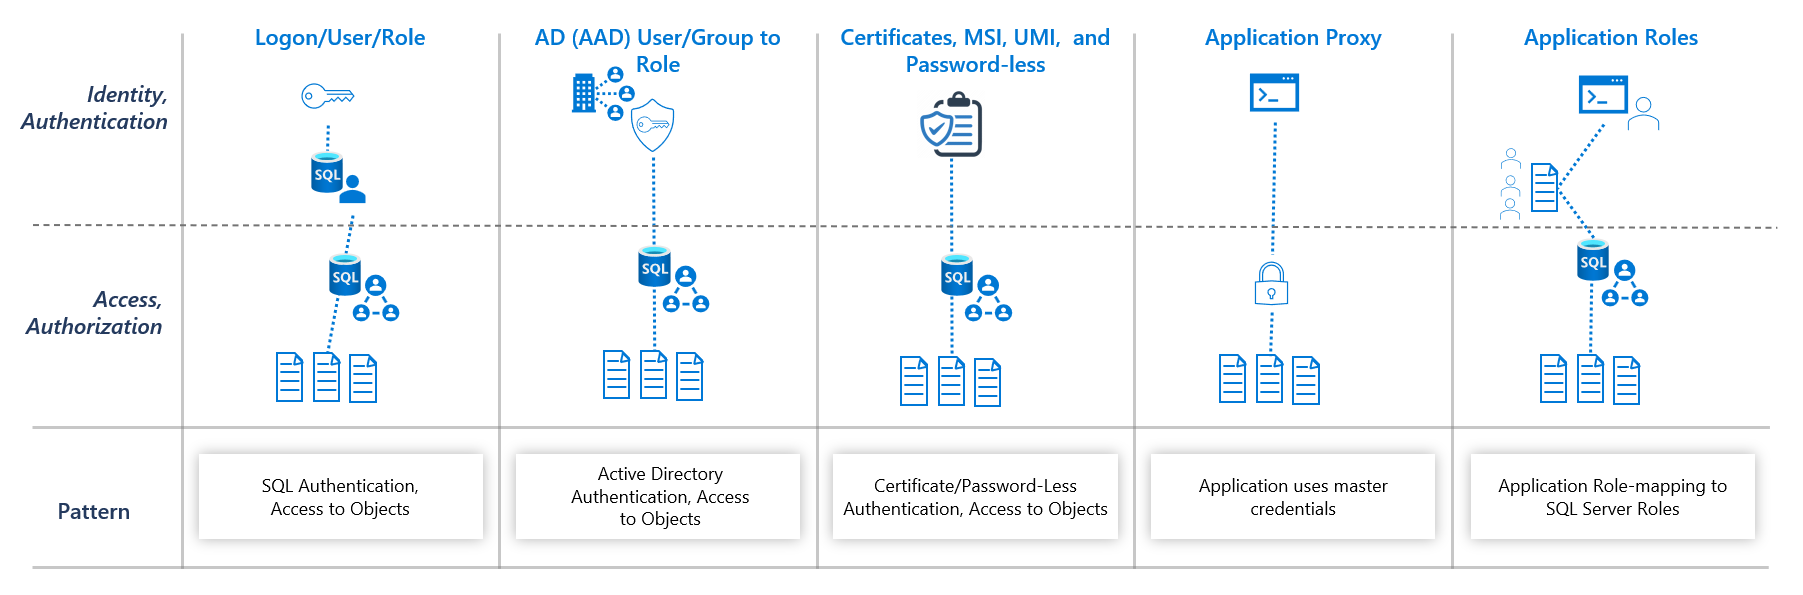 Logon/User/Role
AD (AAD) User/Group to
Role
Certificates, MSI, UMI, and
Password-less
Application Proxy
Application Roles
Identity,
Authentication
SQL
Access,
Authorization
SQL
SQL
SQL
SQL
Pattern
SQL Authentication,
Access to Objects
Active Directory
Authentication, Access
to Objects
Certificate/Password-Less
Authentication, Access to Objects
Application uses master
credentials
Application Role-mapping to
SQL Server Roles